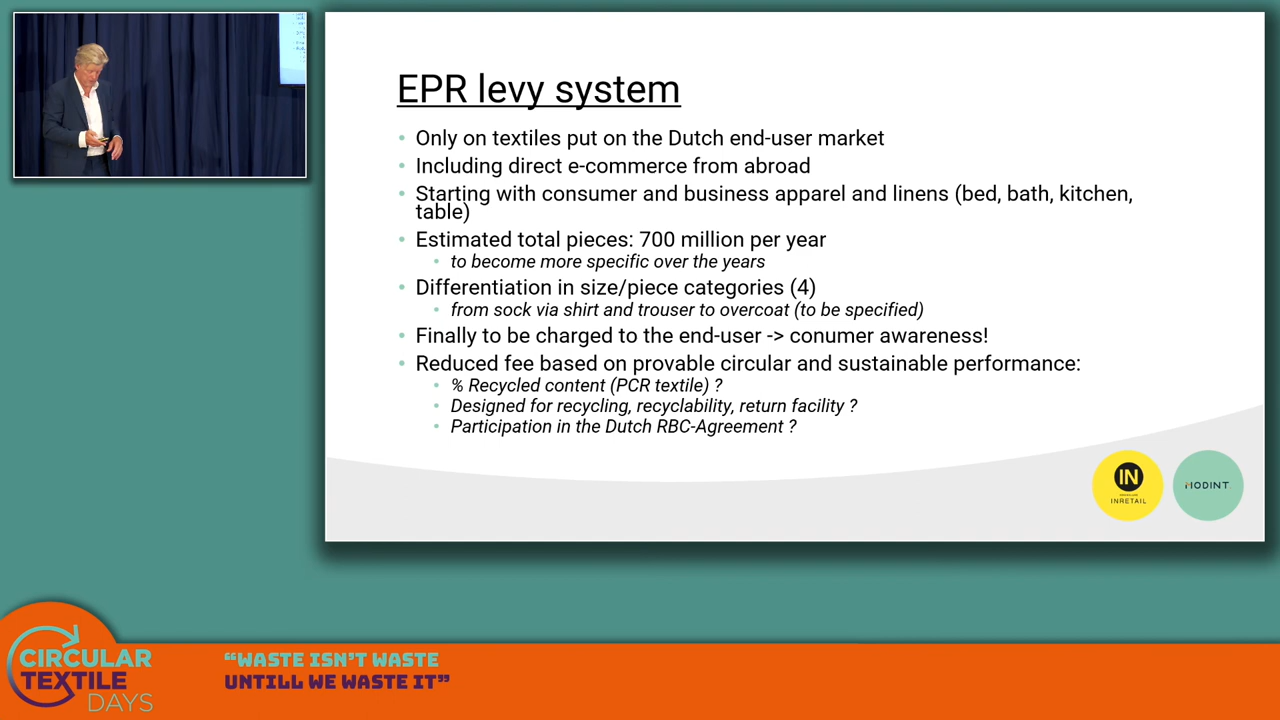 EPR levy system
• Only on textiles put on the Dutch end-user market
• Including direct e-commerce from abroad
• Starting with consumer and business apparel and linens (bed, bath, kitchen,
table)
• Estimated total pieces: 700 million per year
• to become more specific over the years
• Differentiation in size/piece categories (4)
• from sock via shirt and trouser to overcoat (to be specified)
• Finally to be charged to the end-user -> conumer awareness!
• Reduced fee based on provable circular and sustainable performance:
• % Recycled content (PCR textile) ?
• Designed for recycling, recyclability, return facility ?
• Participation in the Dutch RBC-Agreement ?
IN
INRETAIL
MODINT
CIRCULAR
TEXTILE
DAYS
“WASTE ISN'T WASTE
UNTILL WE WASTE IT”